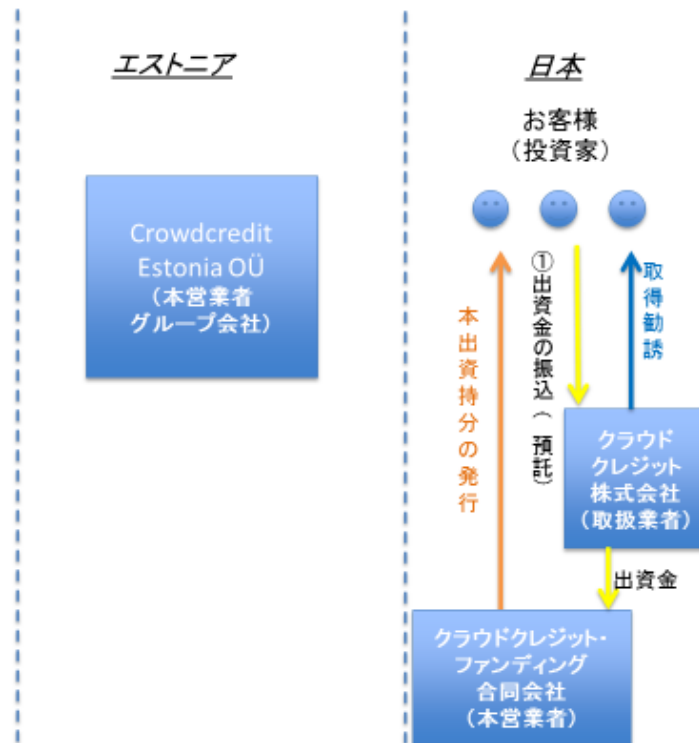 エストニア
日本
お客様
（投資家）
Crowdcredit
Estonia OÜ
（本営業者
グループ会社）
本出資持分の発行
①出資金の振込（預託）
取得勧誘
クラウド
クレジット
株式会社
（取扱業者）
出資金
クラウドクレジット・
ファンディング
合同会社
（本営業者）